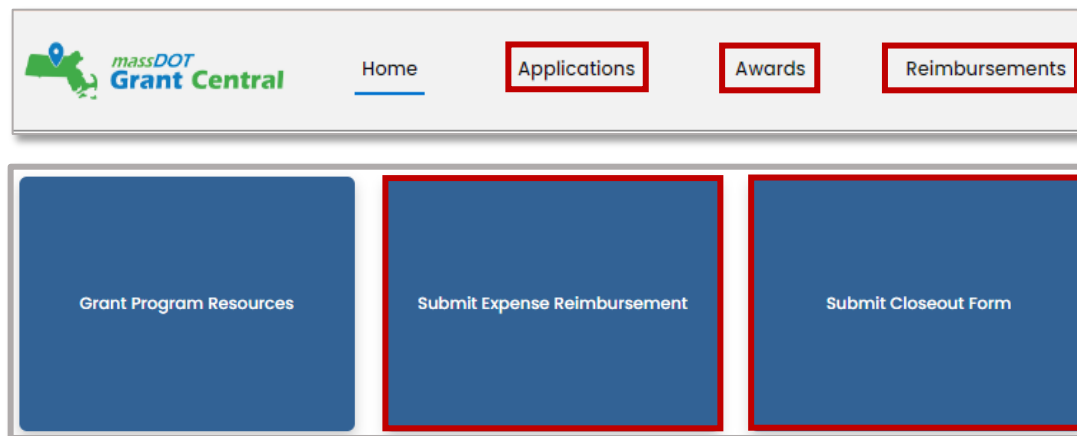 massDOT
Grant Central
Home Applications Awards Reimbursements
Grant Program Resources Submit Expense Reimbursement Submit Closeout Form